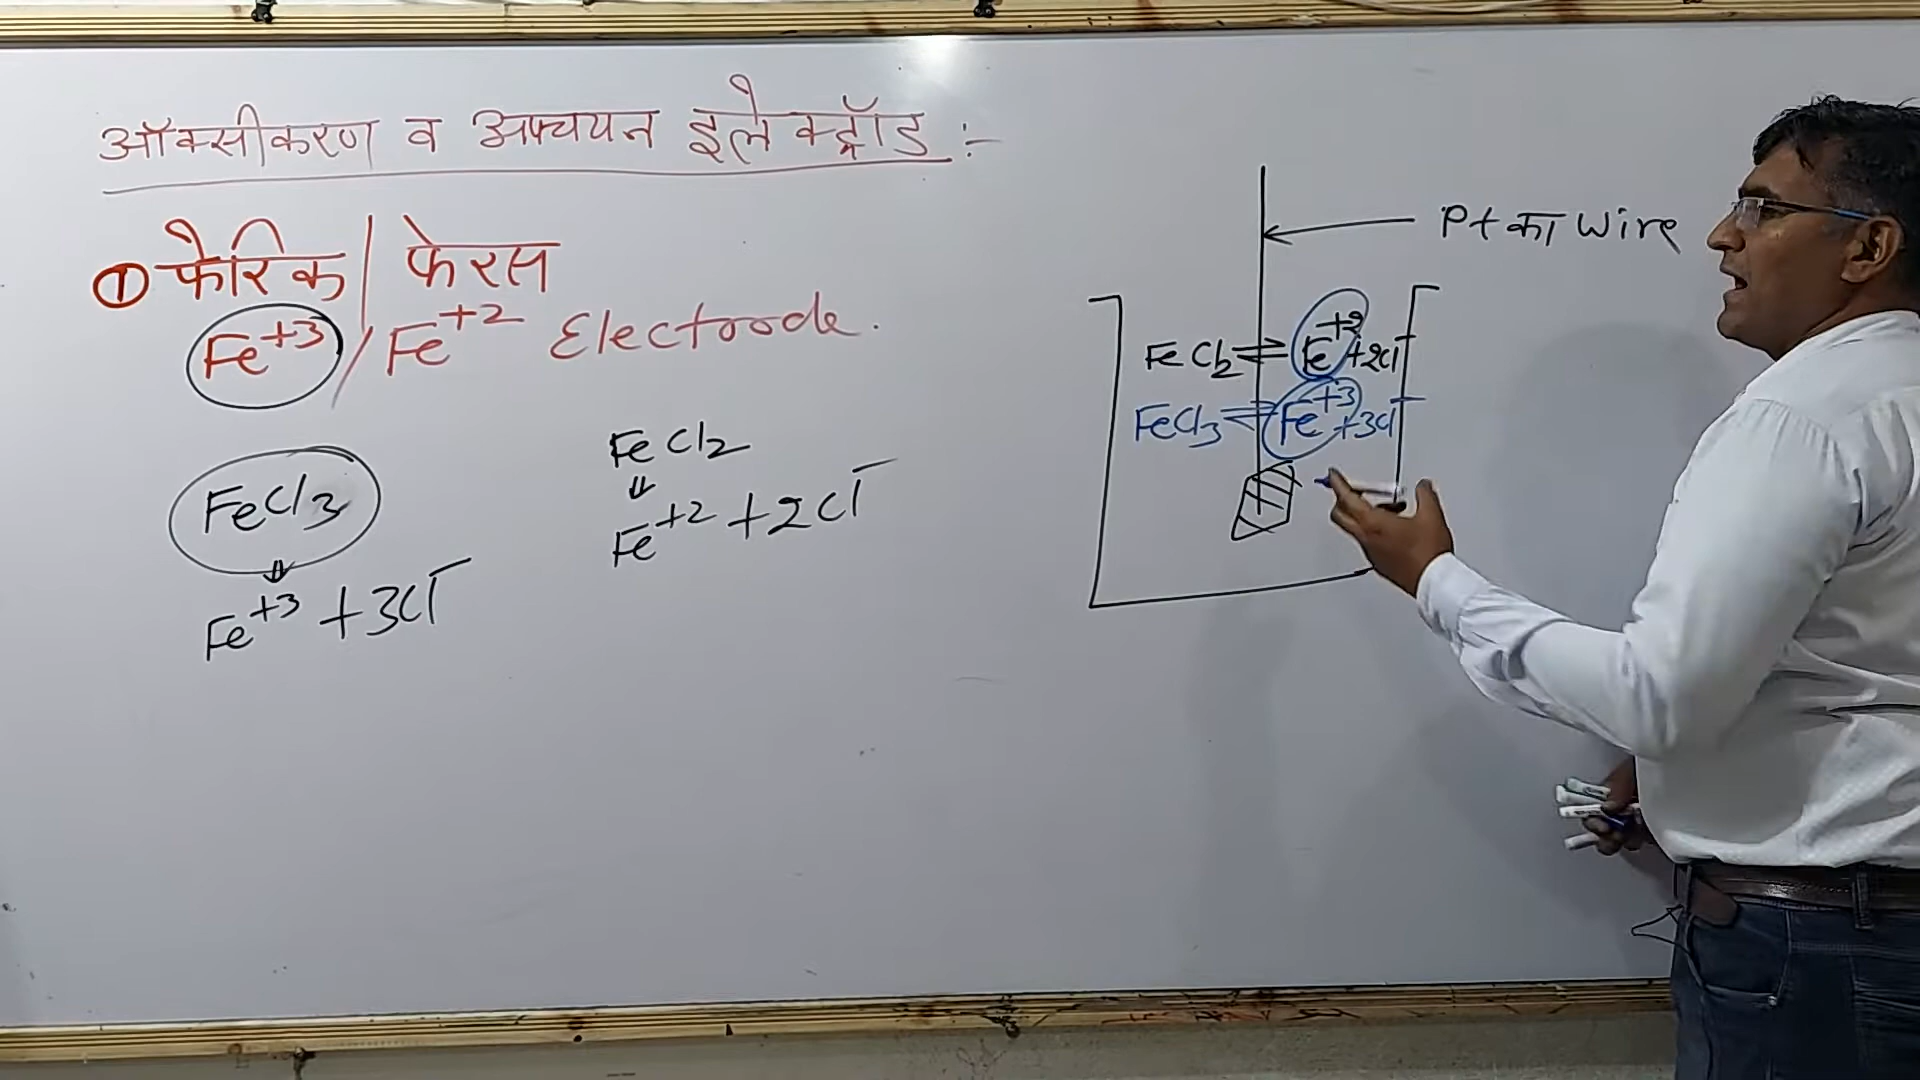 ऑक्सीकरण व अपचयन इलेक्ट्रॉड :-
① फैरिक / फेरस
Fe⁺³ / Fe⁺² Electrode.
FeCl₃
⇓
Fe⁺³ + 3Cl⁻
FeCl₂
⇓
Fe⁺² + 2Cl⁻
Pt का wire
FeCl₂ ⇌ Fe⁺² + 2Cl⁻
FeCl₃ ⇌ Fe⁺³ + 3Cl⁻